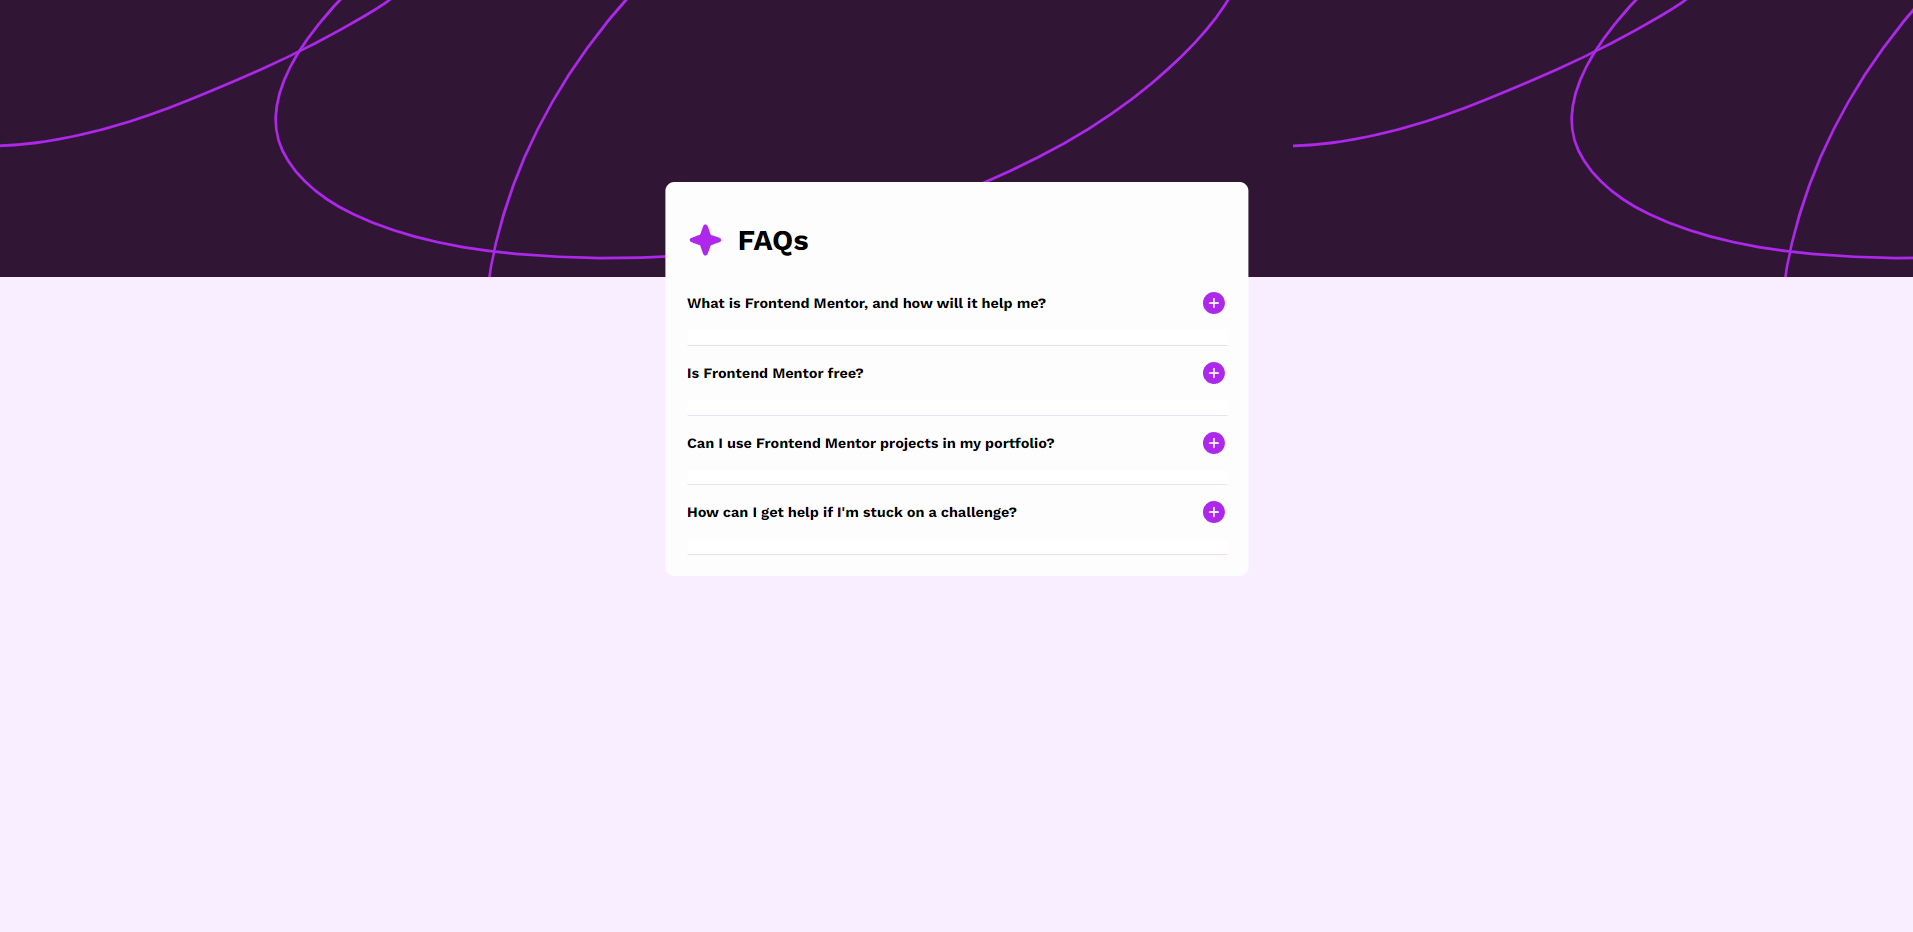 FAQs
What is Frontend Mentor, and how will it help me?
Is Frontend Mentor free?
Can I use Frontend Mentor projects in my portfolio?
How can I get help if I'm stuck on a challenge?